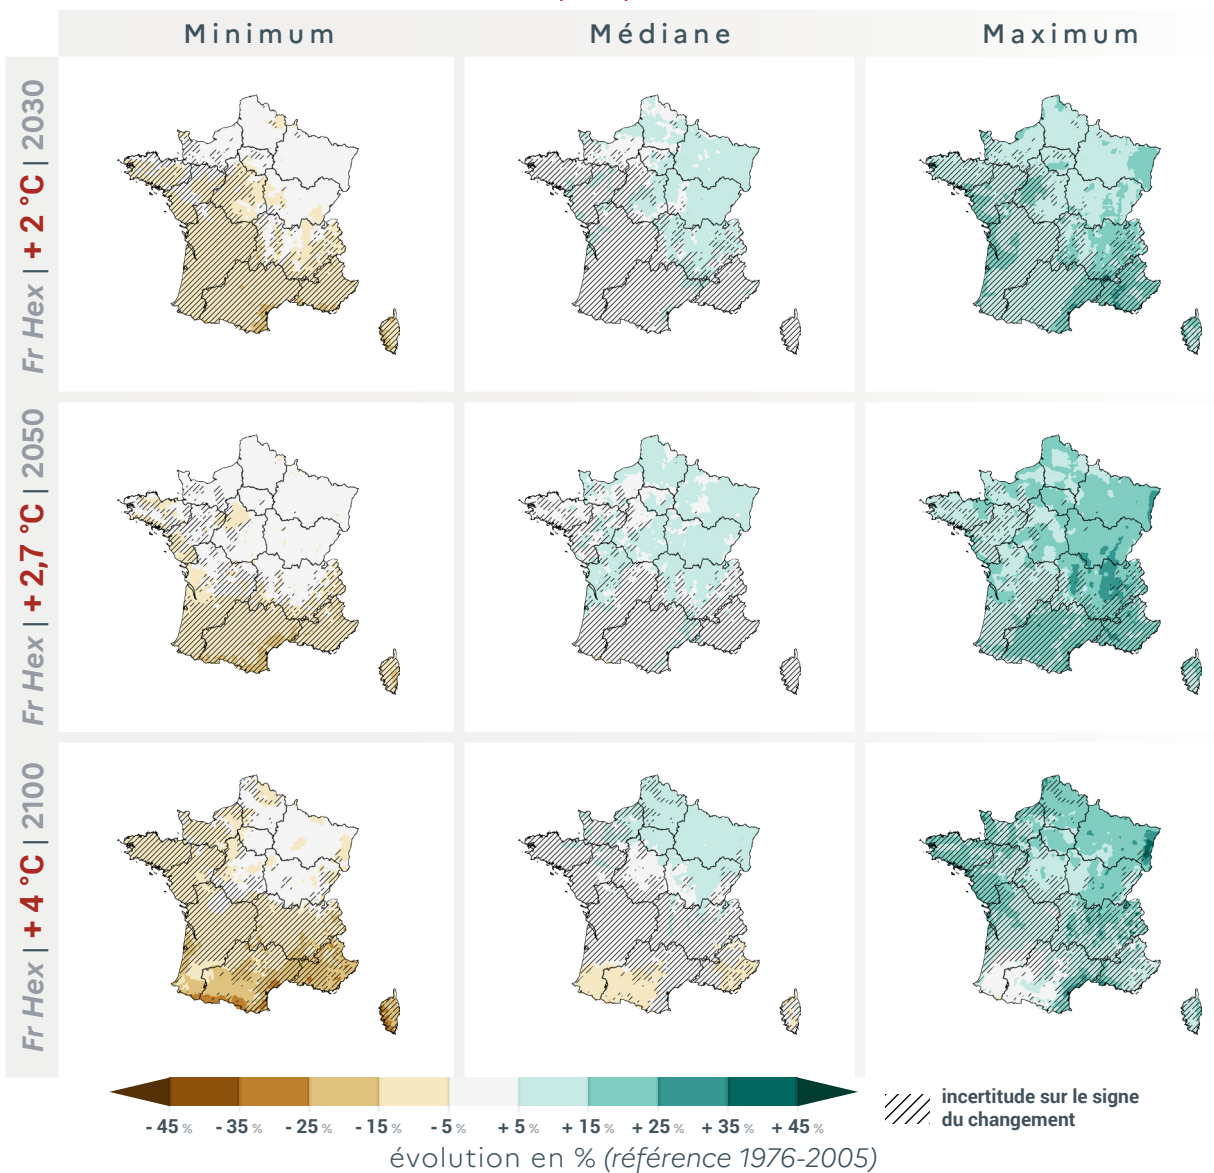 Minimum Médiane Maximum
Fr Hex | + 2 °C | 2030
Fr Hex | + 2,7 °C | 2050
Fr Hex | + 4 °C | 2100
- 45 % - 35 % - 25 % - 15 % - 5 % + 5 % + 15 % + 25 % + 35 % + 45 %
incertitude sur le signe
du changement
évolution en % (référence 1976-2005)